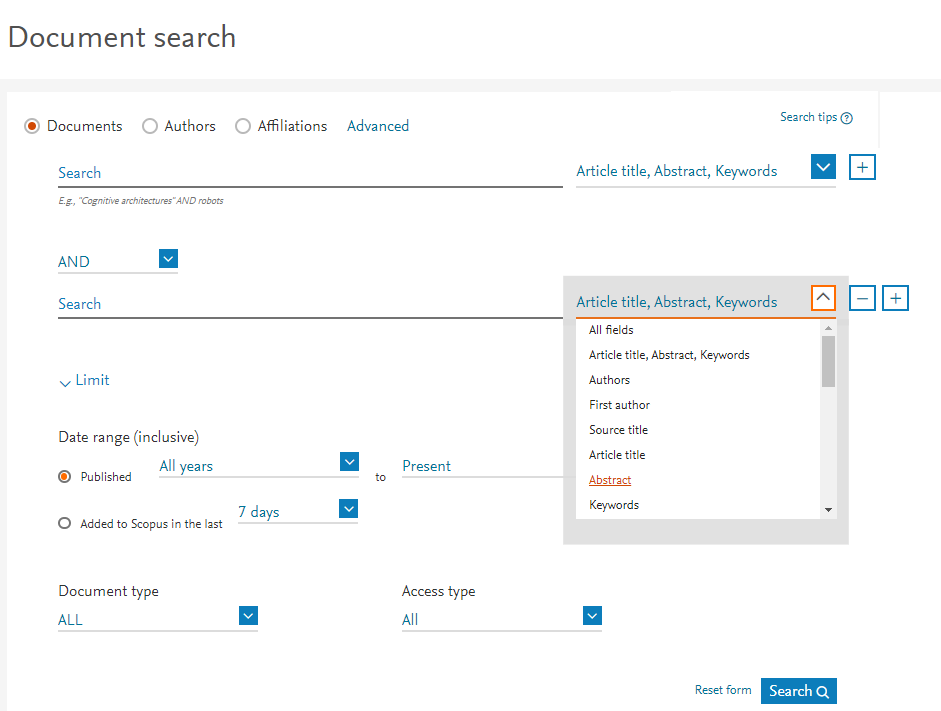 Document search
Documents Authors Affiliations Advanced Search tips
Search Article title, Abstract, Keywords
E.g., "Cognitive architectures" AND robots
AND
Search Article title, Abstract, Keywords
All fields
Article title, Abstract, Keywords
Authors
First author
Source title
Article title
Abstract
Keywords
Limit
Date range (inclusive)
Published All years to Present
Added to Scopus in the last 7 days
Document type Access type
ALL All
Reset form Search